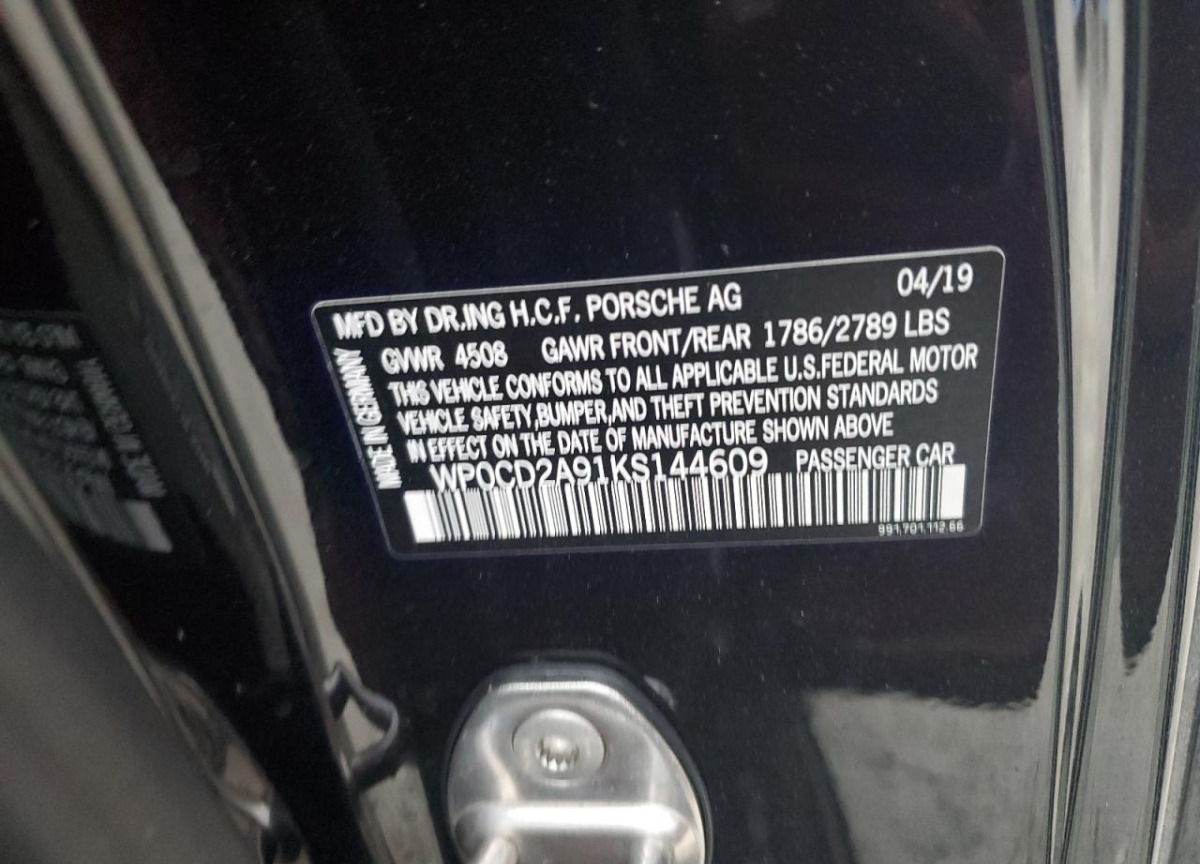 MFD BY DR.ING H.C.F. PORSCHE AG 04/19
GVWR 4508 GAWR FRONT/REAR 1786/2789 LBS
THIS VEHICLE CONFORMS TO ALL APPLICABLE U.S.FEDERAL MOTOR
VEHICLE SAFETY,BUMPER,AND THEFT PREVENTION STANDARDS
IN EFFECT ON THE DATE OF MANUFACTURE SHOWN ABOVE
WP0CD2A91KS144609 PASSENGER CAR
991.701.112.66
MADE IN GERMANY